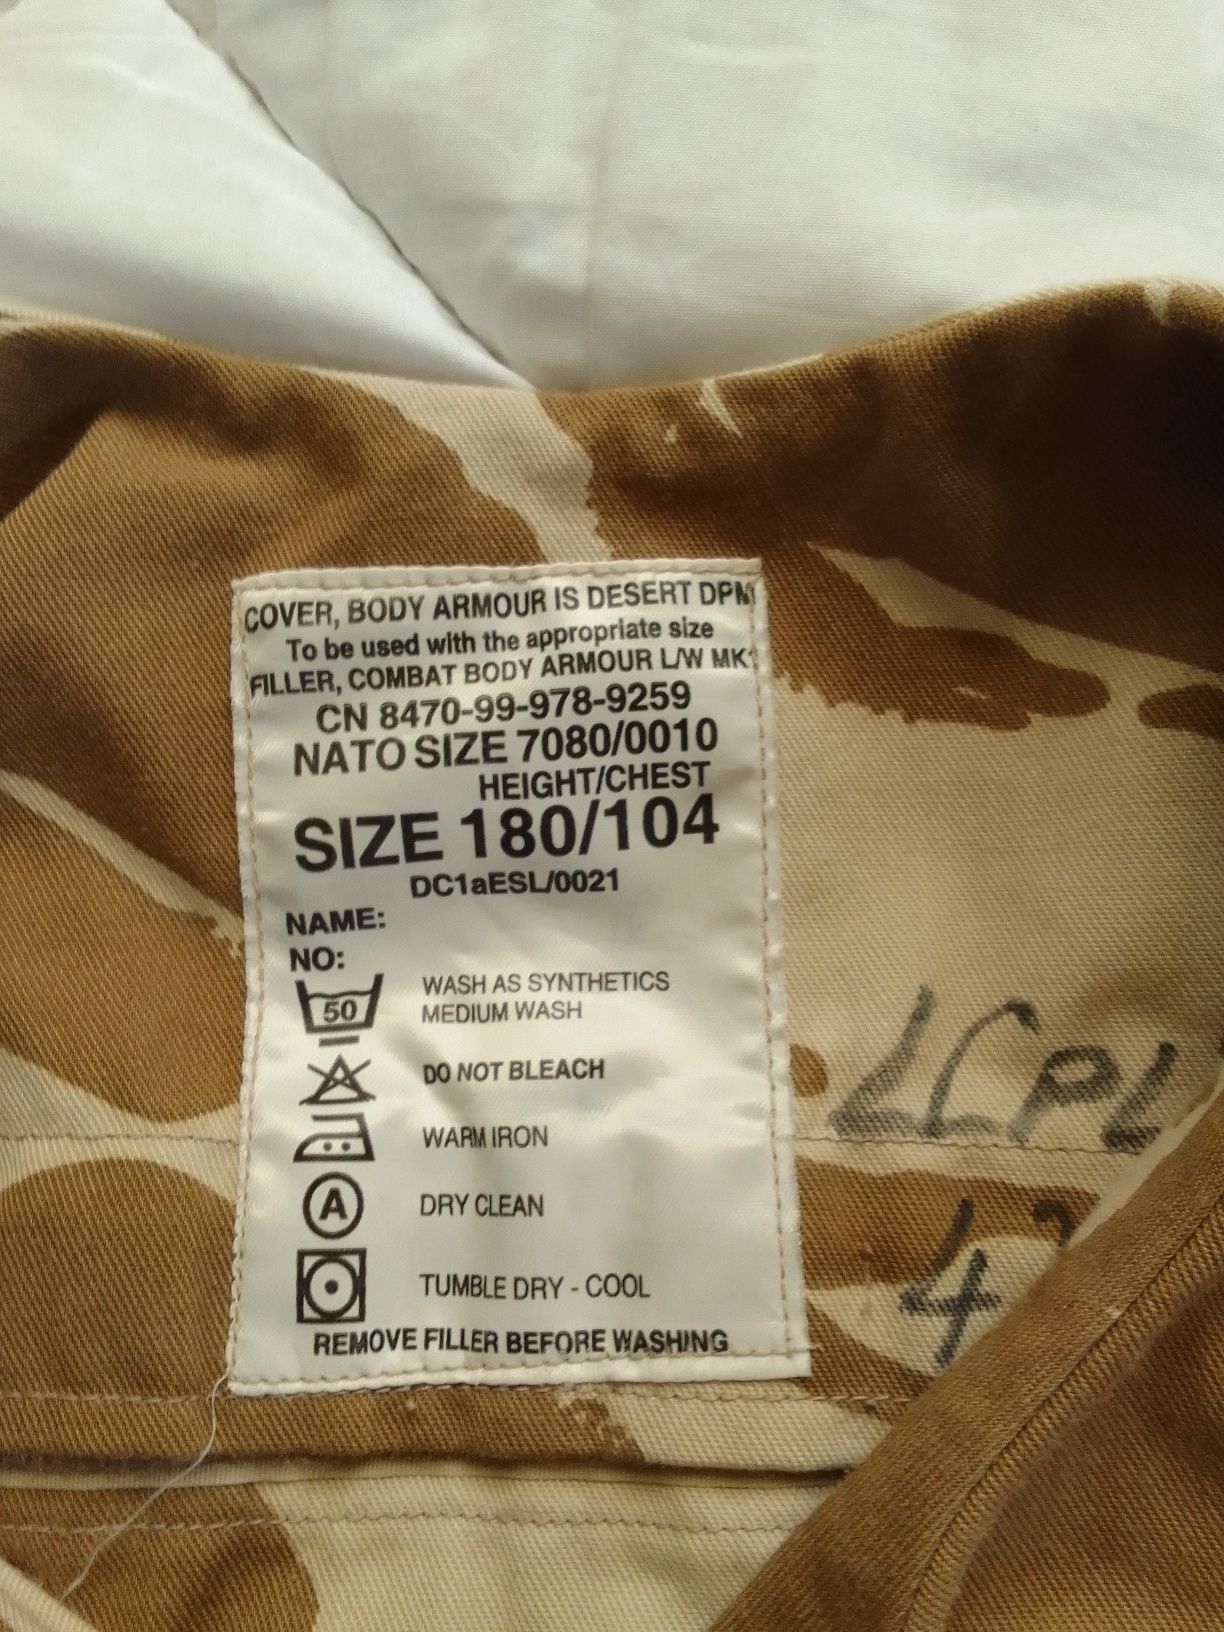 COVER, BODY ARMOUR IS DESERT DPM
To be used with the appropriate size
FILLER, COMBAT BODY ARMOUR L/W MK1
CN 8470-99-978-9259
NATO SIZE 7080/0010
HEIGHT/CHEST
SIZE 180/104
DC1aESL/0021
NAME:
NO:
50 WASH AS SYNTHETICS
MEDIUM WASH
DO NOT BLEACH
WARM IRON
A DRY CLEAN
TUMBLE DRY - COOL
REMOVE FILLER BEFORE WASHING
LCPL
4